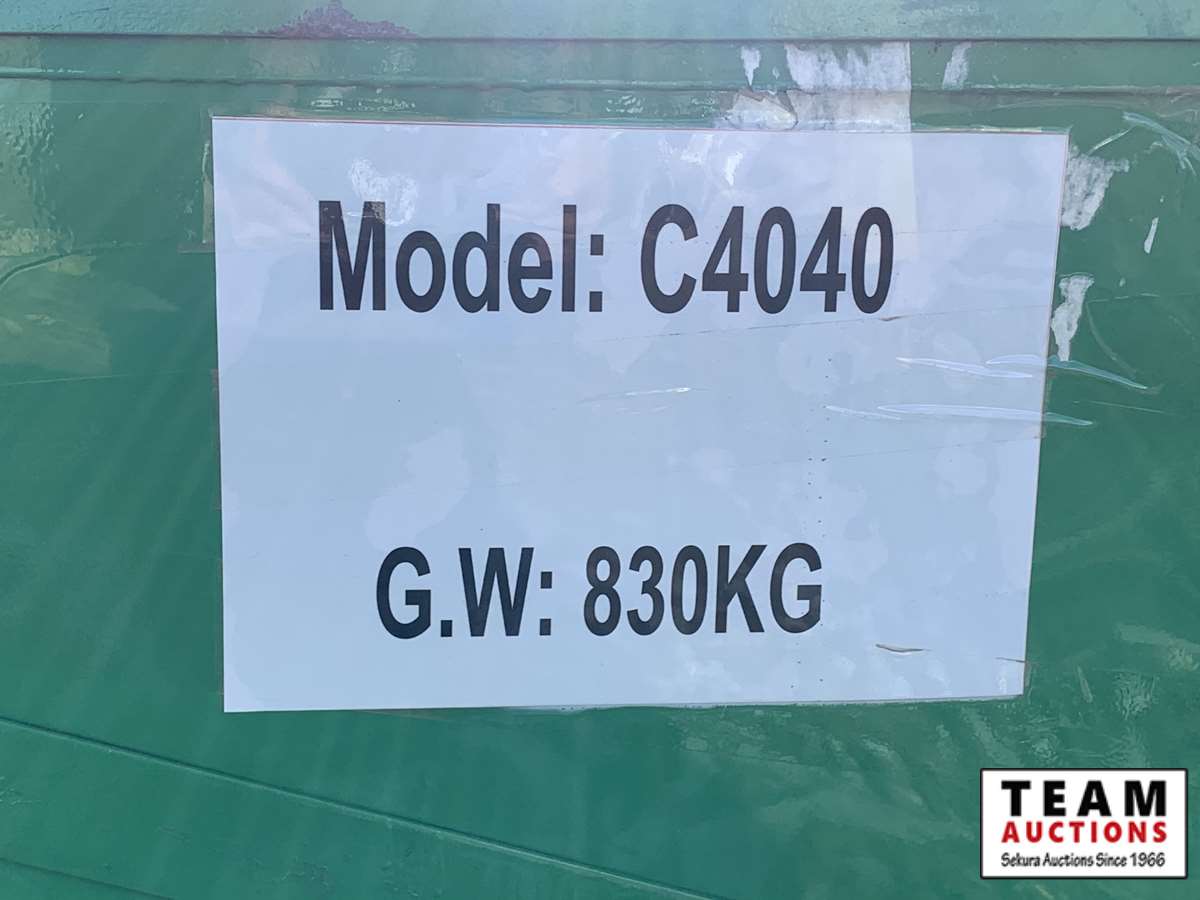 Model: C4040
G.W: 830KG
TEAM
AUCTIONS
Sekura Auctions Since 1966